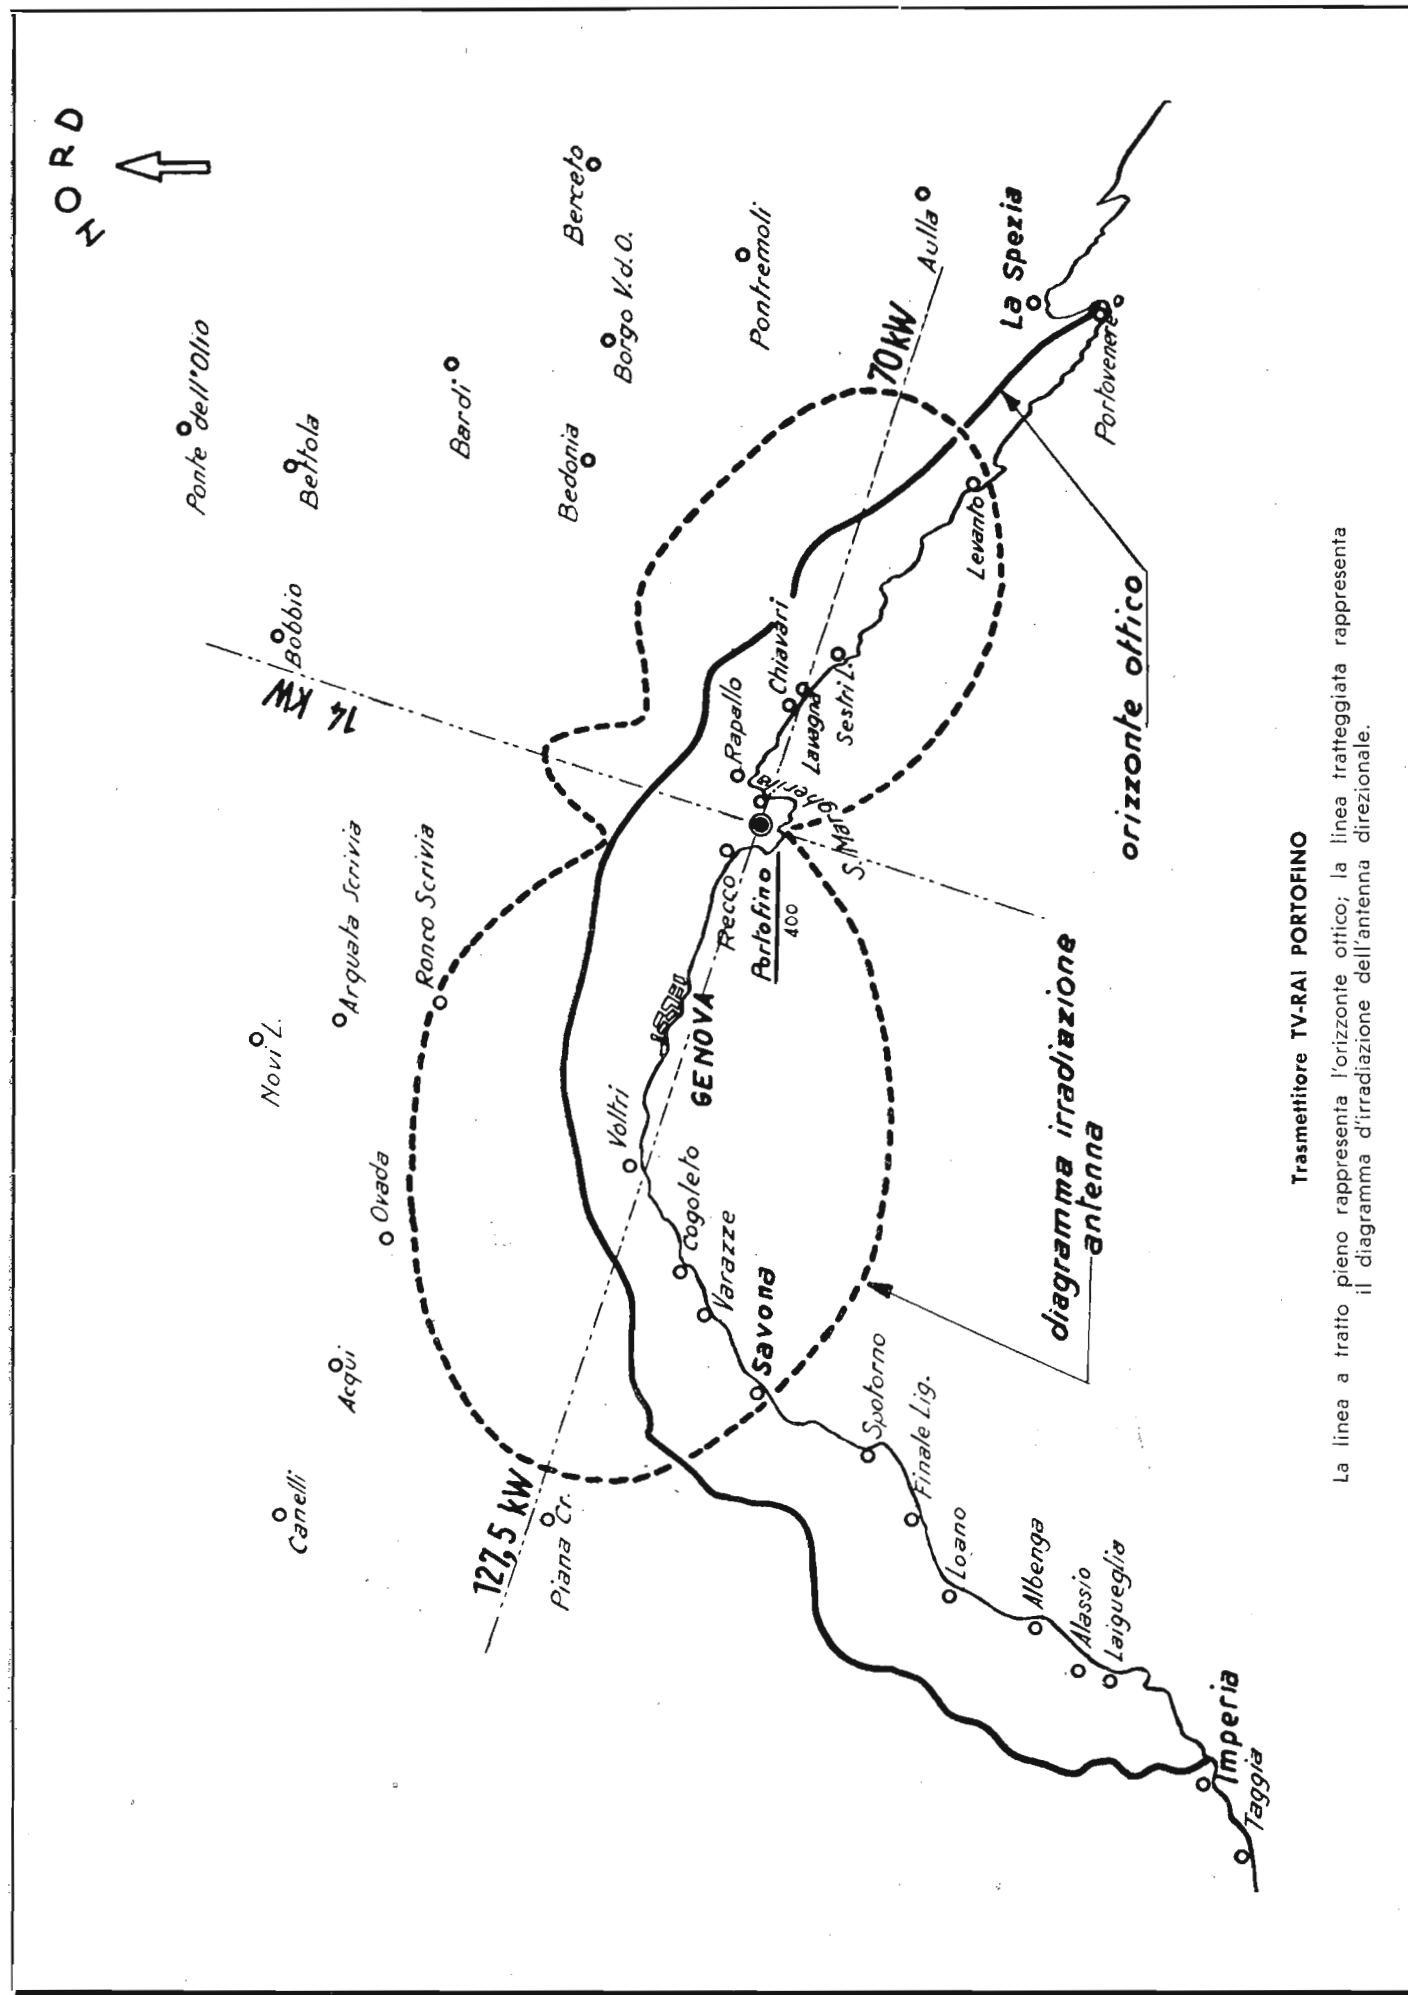 NORD
Ponte dell'Olio
Bettola
Bobbio
Bardi
Berceto
Borgo V.d.O.
Bedonia
Pontremoli
Aulla
La Spezia
Portovenere
70 kW
14 kW
Novi L.
Arquata Scrivia
Ronco Scrivia
Ovada
Acqui
Canelli
127,5 kW
Piana Cr.
Voltri
Cogoleto
Varazze
Savona
GENOVA
Recco
Portofino
400
Rapallo
S. Margherita
Chiavari
Lavagna
Sestri L.
Levanto
Spotorno
Finale Lig.
Loano
Albenga
Alassio
Laigueglia
Imperia
Taggia
orizzonte ottico
diagramma irradiazione
antenna
Trasmettitore TV-RAI PORTOFINO
La linea a tratto pieno rappresenta l'orizzonte ottico; la linea tratteggiata rappresenta
il diagramma d'irradiazione dell'antenna direzionale.